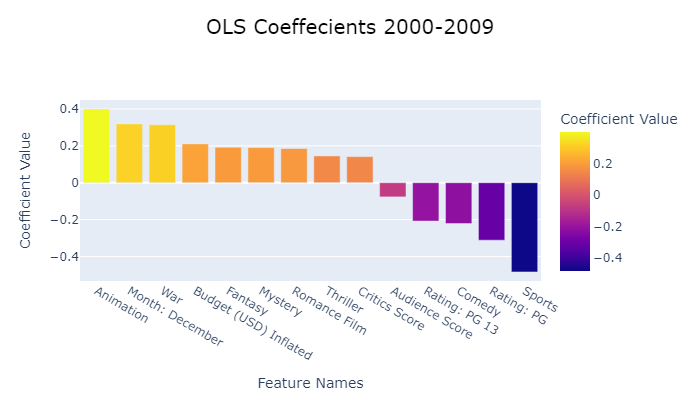 OLS Coeffecients 2000-2009
Coefficient Value
0.4
0.2
0
−0.2
−0.4
Animation
Month: December
War
Budget (USD) Inflated
Fantasy
Mystery
Romance Film
Thriller
Critics Score
Audience Score
Rating: PG 13
Comedy
Rating: PG
Sports
Feature Names
Coefficient Value
0.2
0
−0.2
−0.4